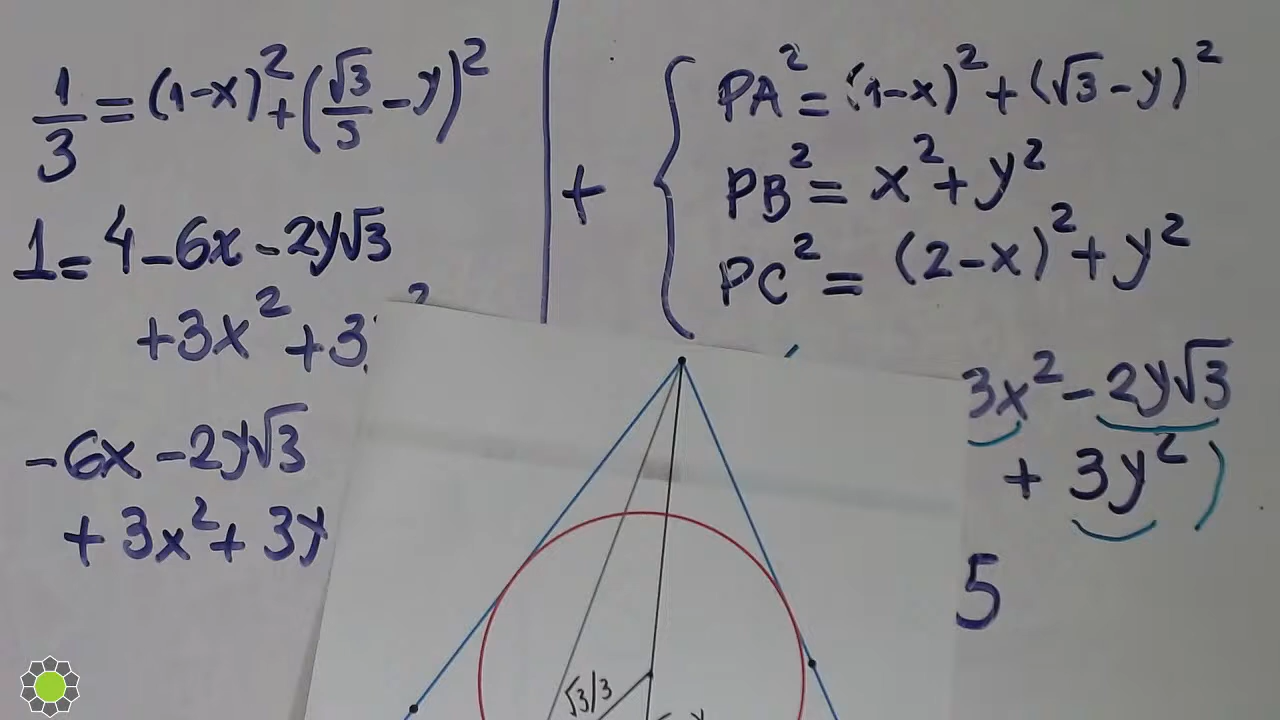 1/3 = (1-x)² + (√3/3 - y)²
1 = 4 - 6x - 2y√3
+ 3x² + 3
- 6x - 2y√3
+ 3x² + 3y
+
PA² = (1-x)² + (√3 - y)²
PB² = x² + y²
PC² = (2-x)² + y²
3x² - 2y√3
+ 3y² )
5
√3/3